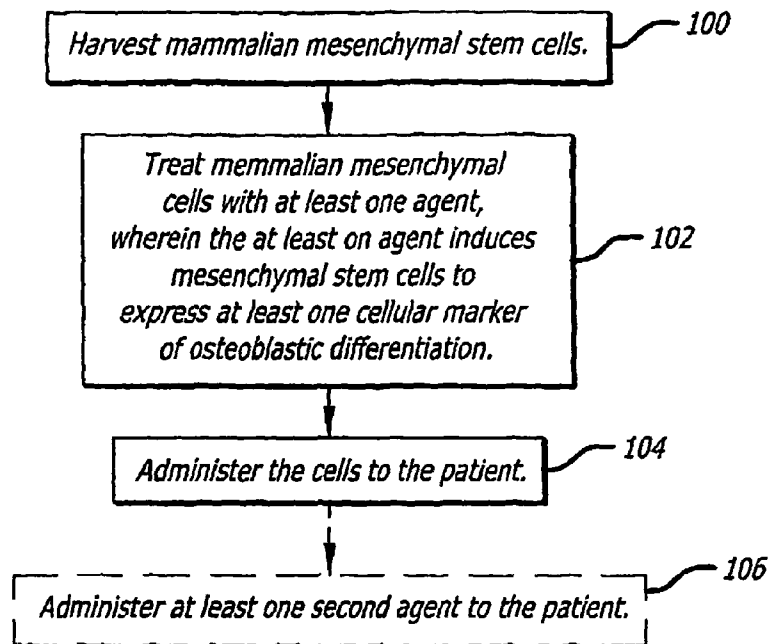 Harvest mammalian mesenchymal stem cells.
100
Treat memmalian mesenchymal
cells with at least one agent,
wherein the at least on agent induces
mesenchymal stem cells to
express at least one cellular marker
of osteoblastic differentiation.
102
Administer the cells to the patient.
104
Administer at least one second agent to the patient.
106